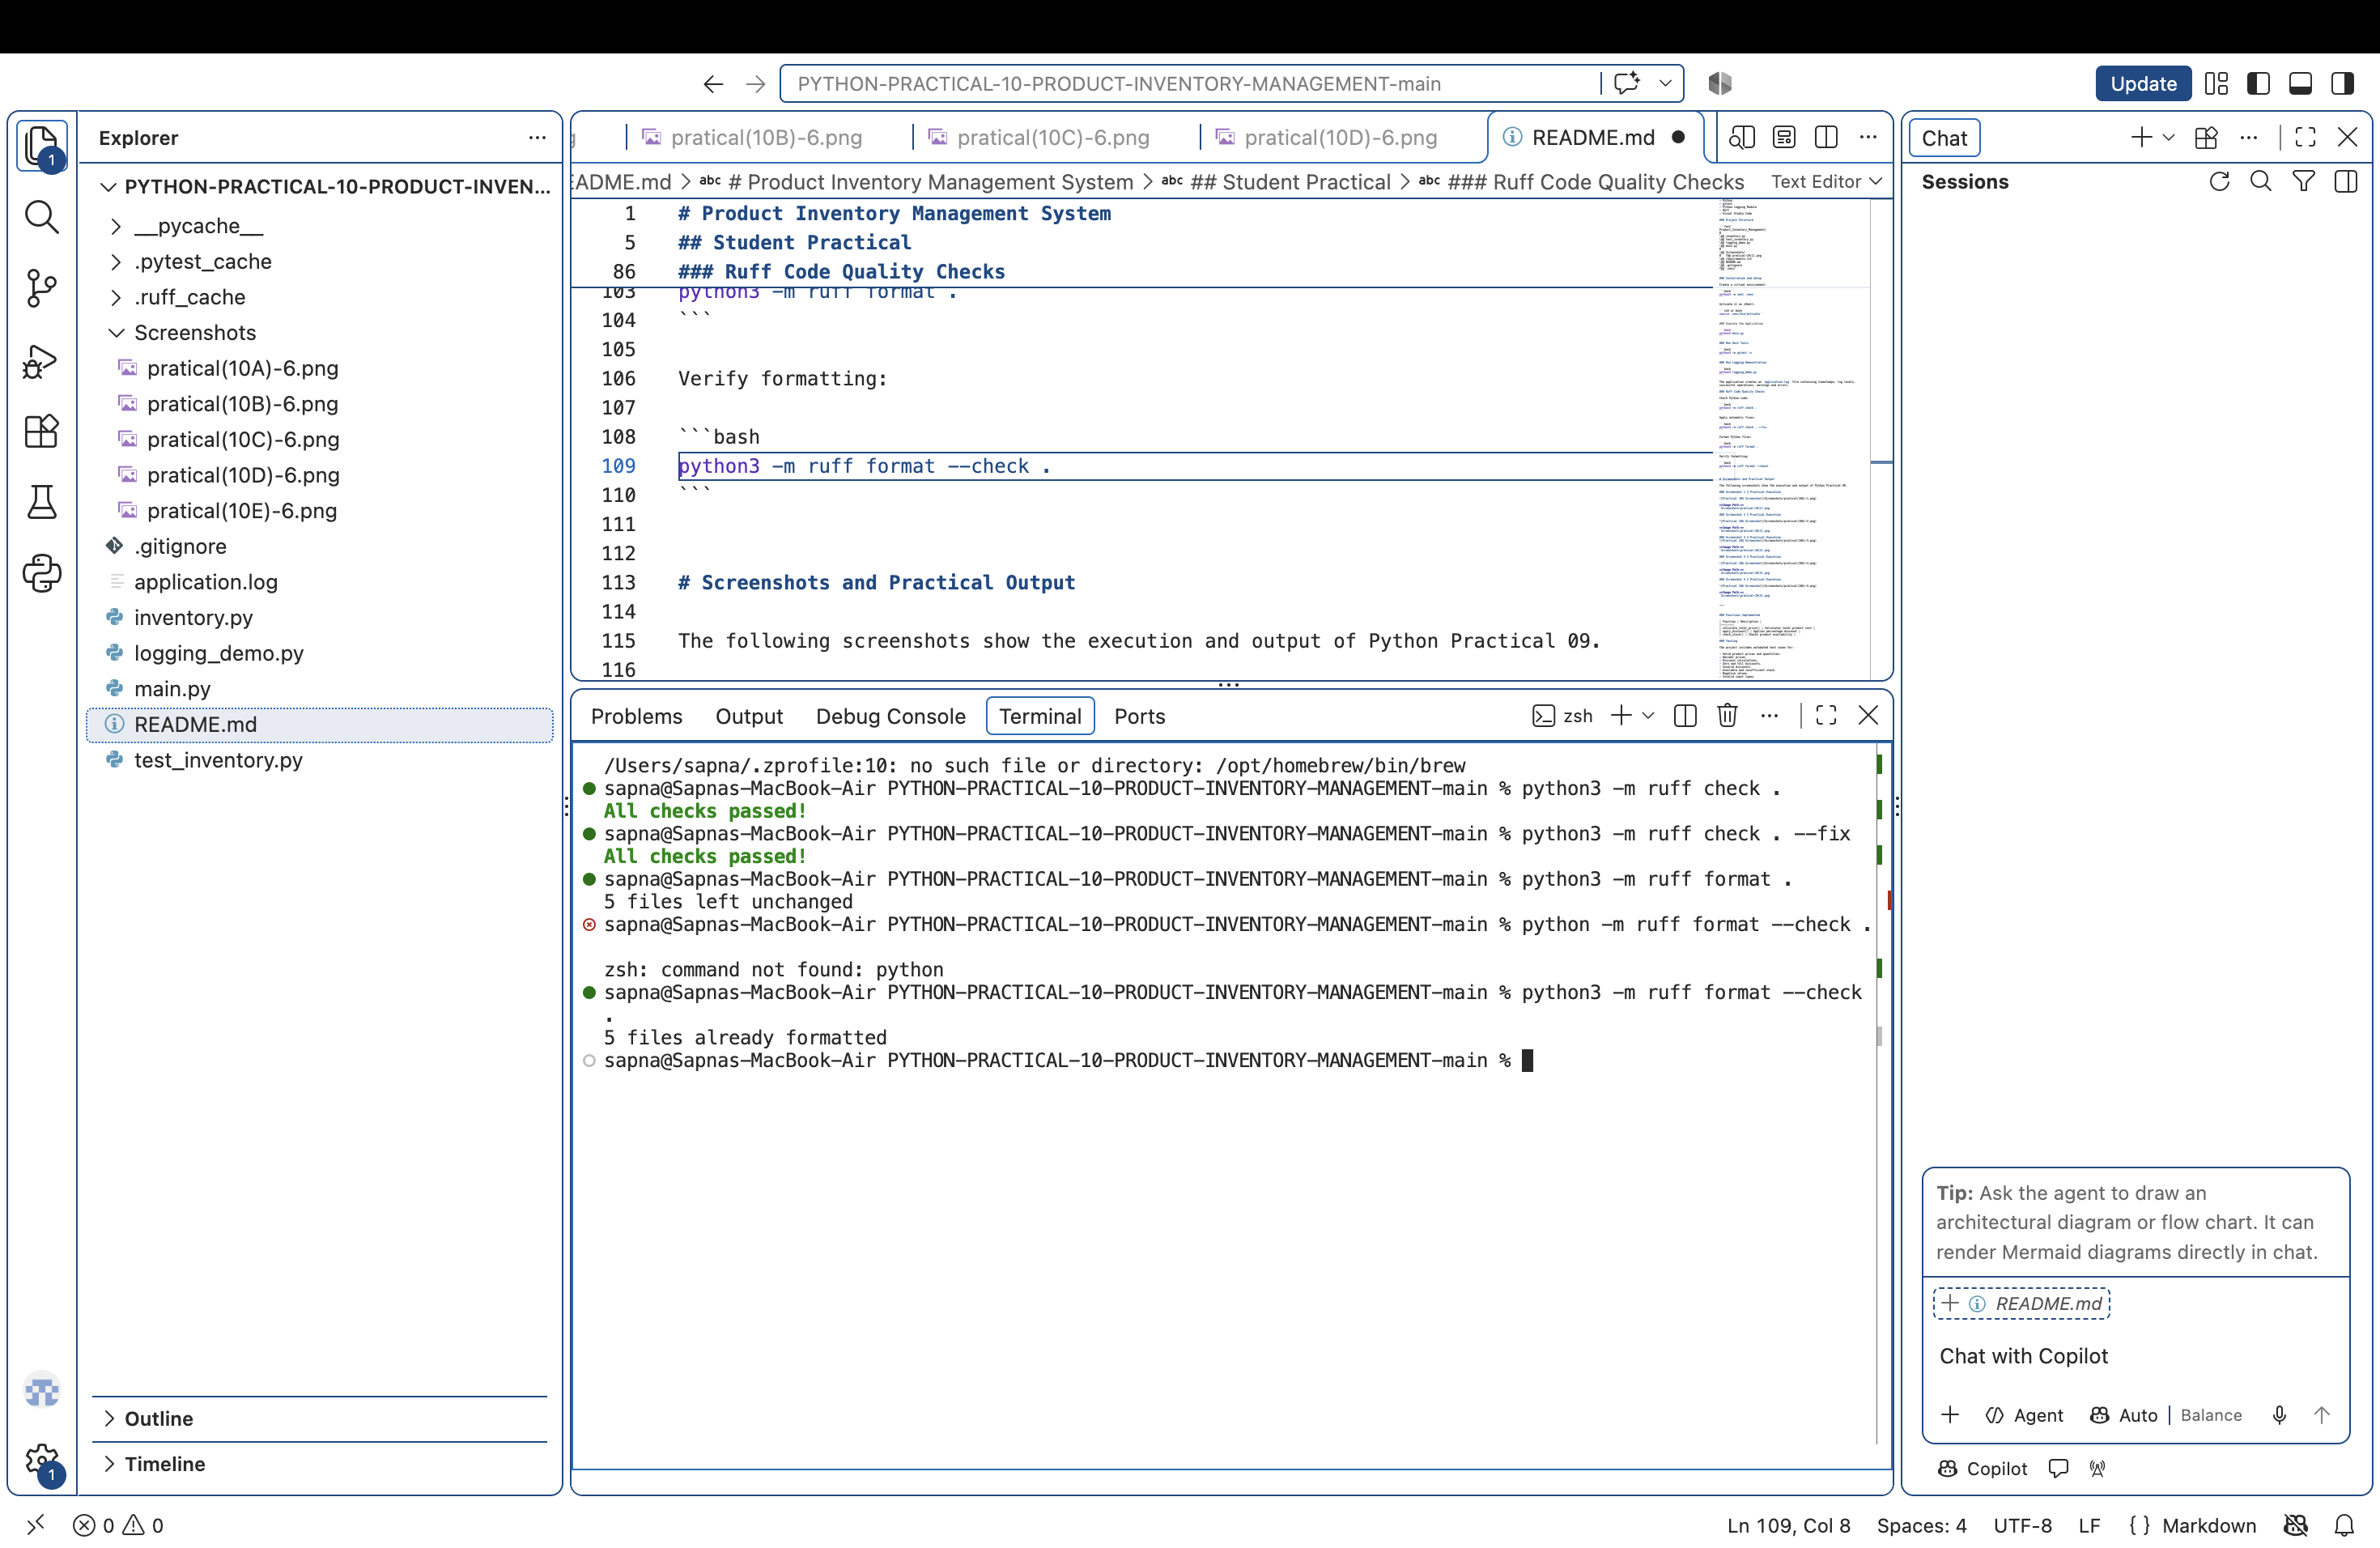 PYTHON-PRACTICAL-10-PRODUCT-INVENTORY-MANAGEMENT-main
Update
Explorer
1
PYTHON-PRACTICAL-10-PRODUCT-INVEN...
__pycache__
.pytest_cache
.ruff_cache
Screenshots
pratical(10A)-6.png
pratical(10B)-6.png
pratical(10C)-6.png
pratical(10D)-6.png
pratical(10E)-6.png
.gitignore
application.log
inventory.py
logging_demo.py
main.py
README.md
test_inventory.py
Outline
Timeline
1
pratical(10B)-6.png pratical(10C)-6.png pratical(10D)-6.png README.md
EADME.md > abc # Product Inventory Management System > abc ## Student Practical > abc ### Ruff Code Quality Checks Text Editor
1 # Product Inventory Management System
5 ## Student Practical
86 ### Ruff Code Quality Checks
103 python3 -m ruff format .
104 ```
105
106 Verify formatting:
107
108 ```bash
109 python3 -m ruff format --check .
110 ```
111
112
113 # Screenshots and Practical Output
114
115 The following screenshots show the execution and output of Python Practical 09.
116
Problems Output Debug Console Terminal Ports zsh
/Users/sapna/.zprofile:10: no such file or directory: /opt/homebrew/bin/brew
sapna@Sapnas-MacBook-Air PYTHON-PRACTICAL-10-PRODUCT-INVENTORY-MANAGEMENT-main % python3 -m ruff check .
All checks passed!
sapna@Sapnas-MacBook-Air PYTHON-PRACTICAL-10-PRODUCT-INVENTORY-MANAGEMENT-main % python3 -m ruff check . --fix
All checks passed!
sapna@Sapnas-MacBook-Air PYTHON-PRACTICAL-10-PRODUCT-INVENTORY-MANAGEMENT-main % python3 -m ruff format .
5 files left unchanged
sapna@Sapnas-MacBook-Air PYTHON-PRACTICAL-10-PRODUCT-INVENTORY-MANAGEMENT-main % python -m ruff format --check .
zsh: command not found: python
sapna@Sapnas-MacBook-Air PYTHON-PRACTICAL-10-PRODUCT-INVENTORY-MANAGEMENT-main % python3 -m ruff format --check
.
5 files already formatted
sapna@Sapnas-MacBook-Air PYTHON-PRACTICAL-10-PRODUCT-INVENTORY-MANAGEMENT-main %
Chat
Sessions
Tip: Ask the agent to draw an
architectural diagram or flow chart. It can
render Mermaid diagrams directly in chat.
README.md
Chat with Copilot
Agent Auto | Balance
Copilot
0 0
Ln 109, Col 8 Spaces: 4 UTF-8 LF { } Markdown